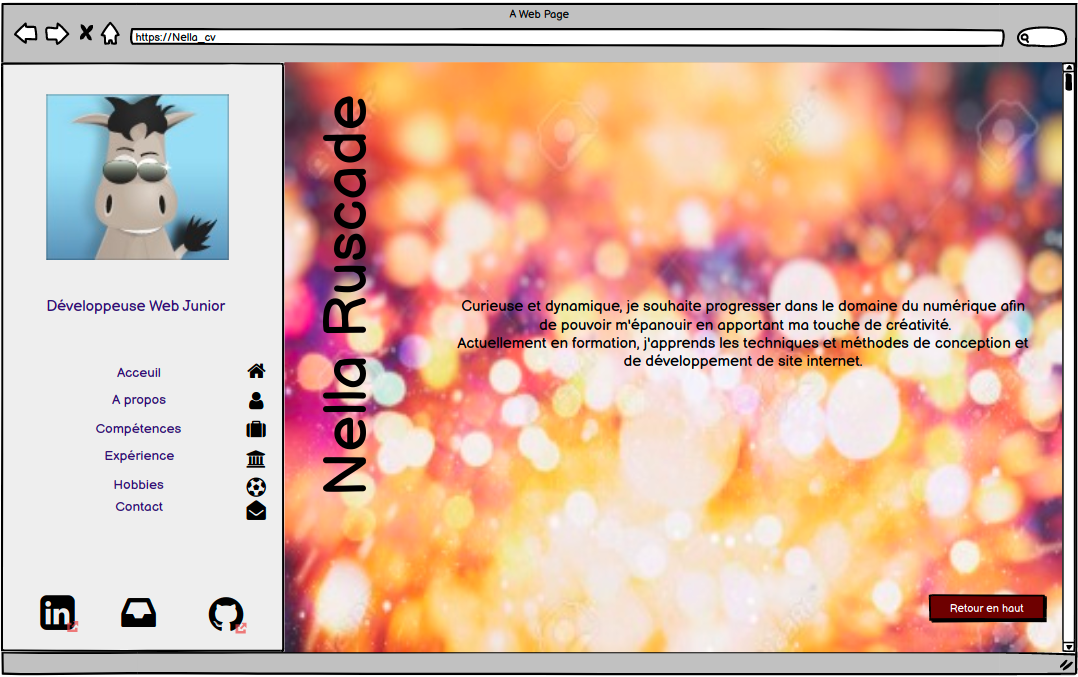 A Web Page
https://Nella_cv
Développeuse Web Junior
Acceuil
A propos
Compétences
Expérience
Hobbies
Contact
in
Nella Ruscade
Curieuse et dynamique, je souhaite progresser dans le domaine du numérique afin
de pouvoir m'épanouir en apportant ma touche de créativité.
Actuellement en formation, j'apprends les techniques et méthodes de conception et
de développement de site internet.
Retour en haut